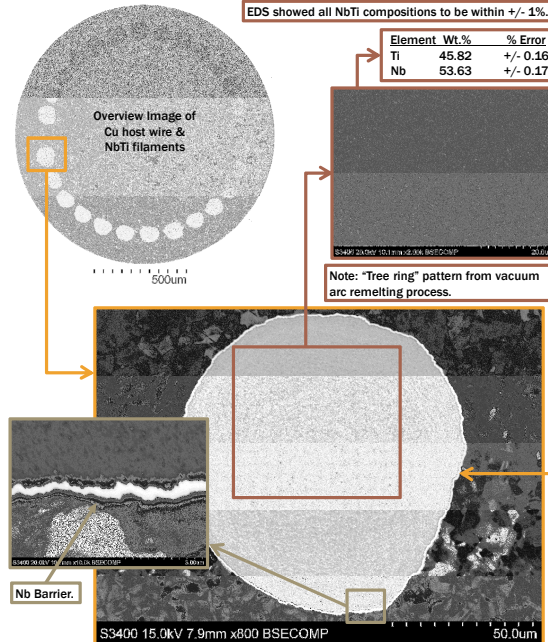 EDS showed all NbTi compositions to be within +/- 1%.
Element Wt.% % Error
Ti 45.82 +/- 0.16
Nb 53.63 +/- 0.17
Overview Image of
Cu host wire &
NbTi filaments
500um
Note: "Tree ring" pattern from vacuum
arc remelting process.
Nb Barrier.
S3400 15.0kV 7.9mm x800 BSECOMP 50.0um